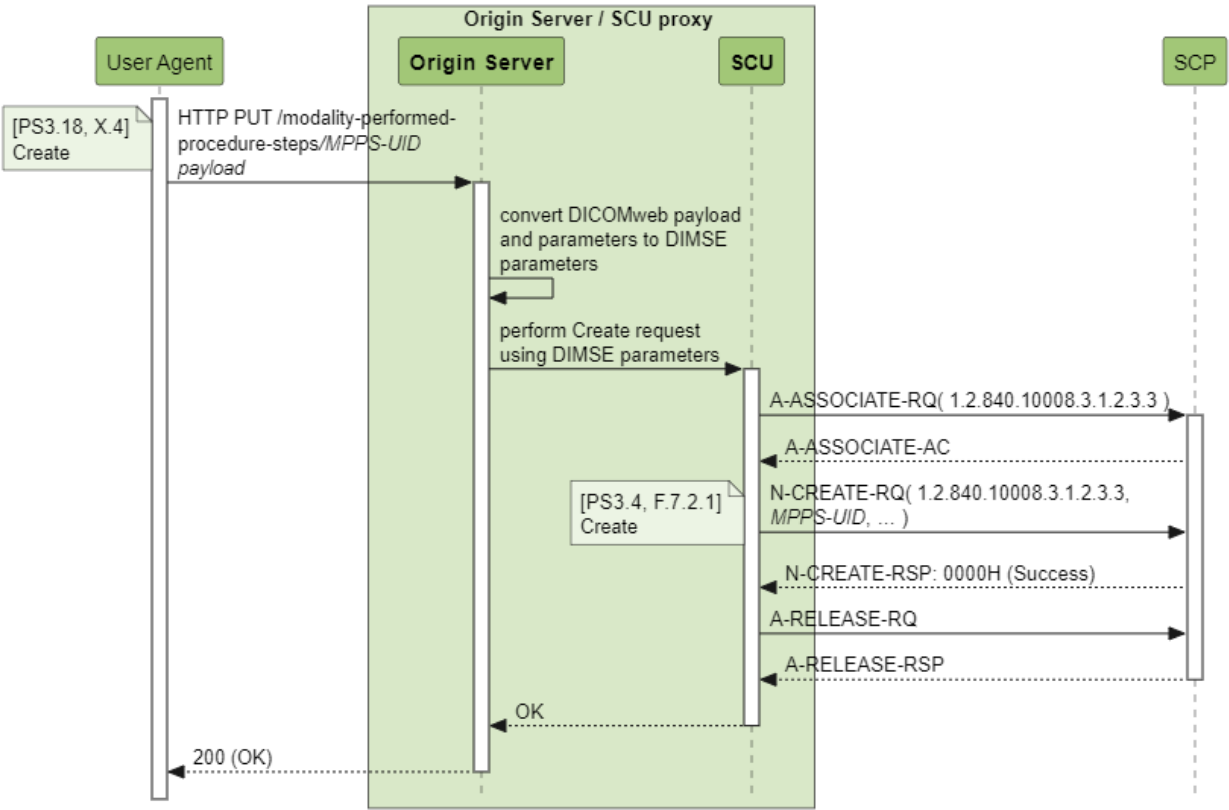 Origin Server / SCU proxy
User Agent
Origin Server
SCU
SCP
[PS3.18, X.4]
Create
HTTP PUT /modality-performed-
procedure-steps/MPPS-UID
payload
convert DICOMweb payload
and parameters to DIMSE
parameters
perform Create request
using DIMSE parameters
A-ASSOCIATE-RQ( 1.2.840.10008.3.1.2.3.3 )
A-ASSOCIATE-AC
[PS3.4, F.7.2.1]
Create
N-CREATE-RQ( 1.2.840.10008.3.1.2.3.3,
MPPS-UID, ... )
N-CREATE-RSP: 0000H (Success)
A-RELEASE-RQ
A-RELEASE-RSP
OK
200 (OK)